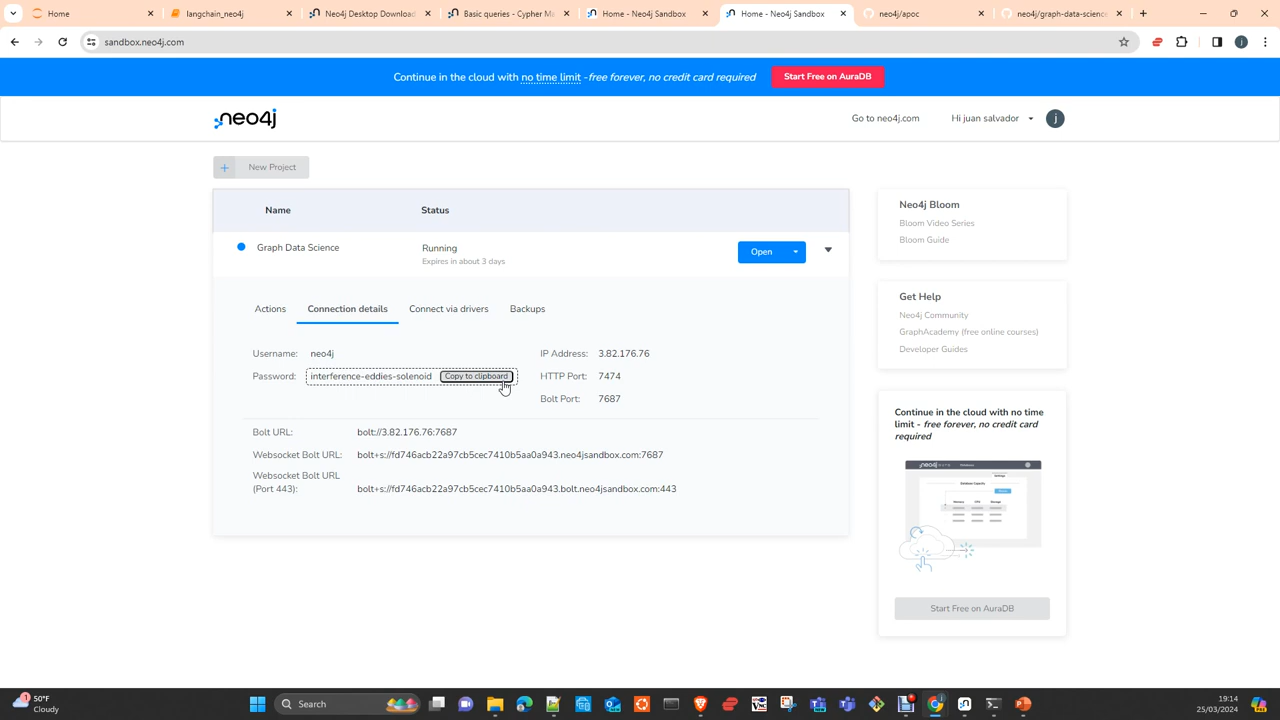 Home
langchain_neo4j
Neo4j Desktop Download
Basic queries - Cypher M
Home - Neo4j Sandbox
Home - Neo4j Sandbox
neo4j/apoc
neo4j/graph-data-science
sandbox.neo4j.com
j
Continue in the cloud with no time limit -free forever, no credit card required
Start Free on AuraDB
neo4j
Go to neo4j.com
Hi juan salvador
j
+ New Project
Name
Status
Graph Data Science
Running
Expires in about 3 days
Open
Actions
Connection details
Connect via drivers
Backups
Username: neo4j
Password: interference-eddies-solenoid
Copy to clipboard
IP Address: 3.82.176.76
HTTP Port: 7474
Bolt Port: 7687
Bolt URL: bolt://3.82.176.76:7687
Websocket Bolt URL: bolt+s://fd746acb22a97cb5cec7410b5aa0a943.neo4jsandbox.com:7687
Websocket Bolt URL
(Port 443): bolt+s://fd746acb22a97cb5cec7410b5aa0a943.bolt.neo4jsandbox.com:443
Neo4j Bloom
Bloom Video Series
Bloom Guide
Get Help
Neo4j Community
GraphAcademy (free online courses)
Developer Guides
Continue in the cloud with no time
limit - free forever, no credit card
required
neo4j
Start Free on AuraDB
1
50°F
Cloudy
Search
19:14
25/03/2024